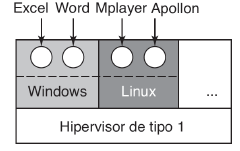 Excel Word Mplayer Apollon
Windows Linux ...
Hipervisor de tipo 1